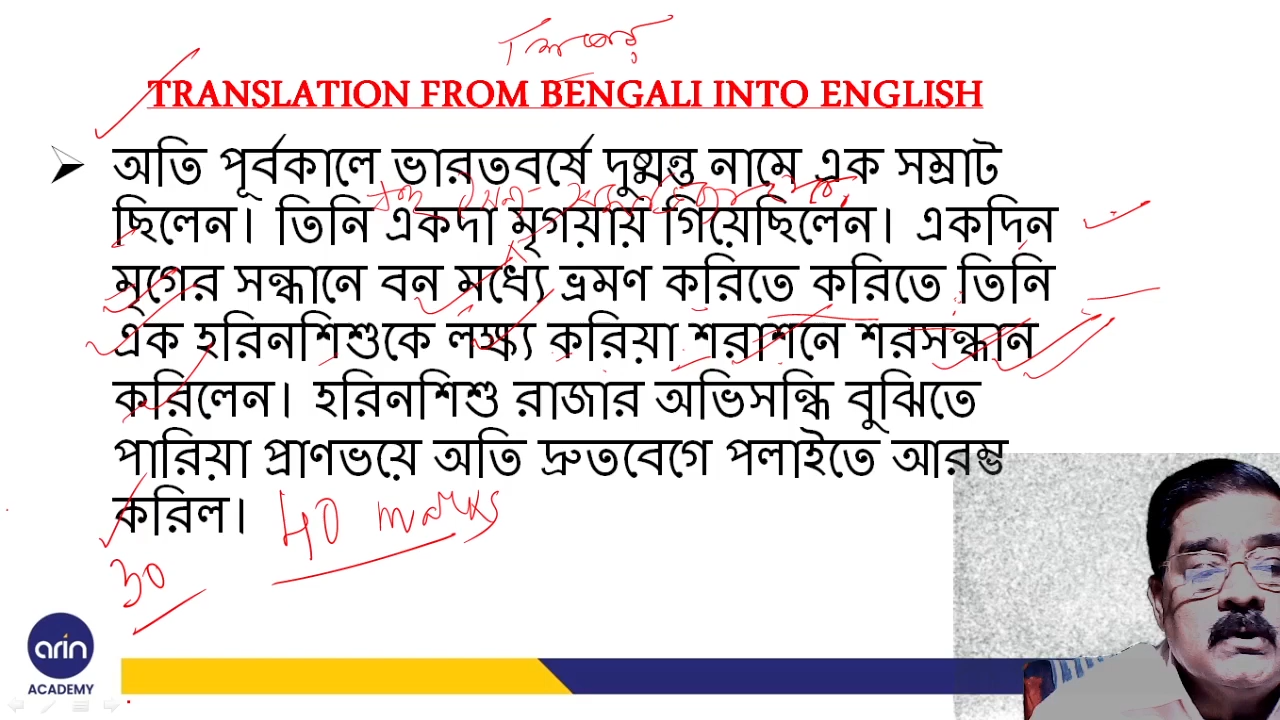 TRANSLATION FROM BENGALI INTO ENGLISH
অতি পূর্বকালে ভারতবর্ষে দুষ্মন্ত নামে এক সম্রাট
ছিলেন। তিনি একদা মৃগয়ায় গিয়েছিলেন। একদিন
মৃগের সন্ধানে বন মধ্যে ভ্রমণ করিতে করিতে তিনি
এক হরিনশিশুকে লক্ষ্য করিয়া শরাশনে শরসন্ধান
করিলেন। হরিনশিশু রাজার অভিসন্ধি বুঝিতে
পারিয়া প্রাণভয়ে অতি দ্রুতবেগে পলাইতে আরম্ভ
করিল।
40 marks
30
arin
ACADEMY